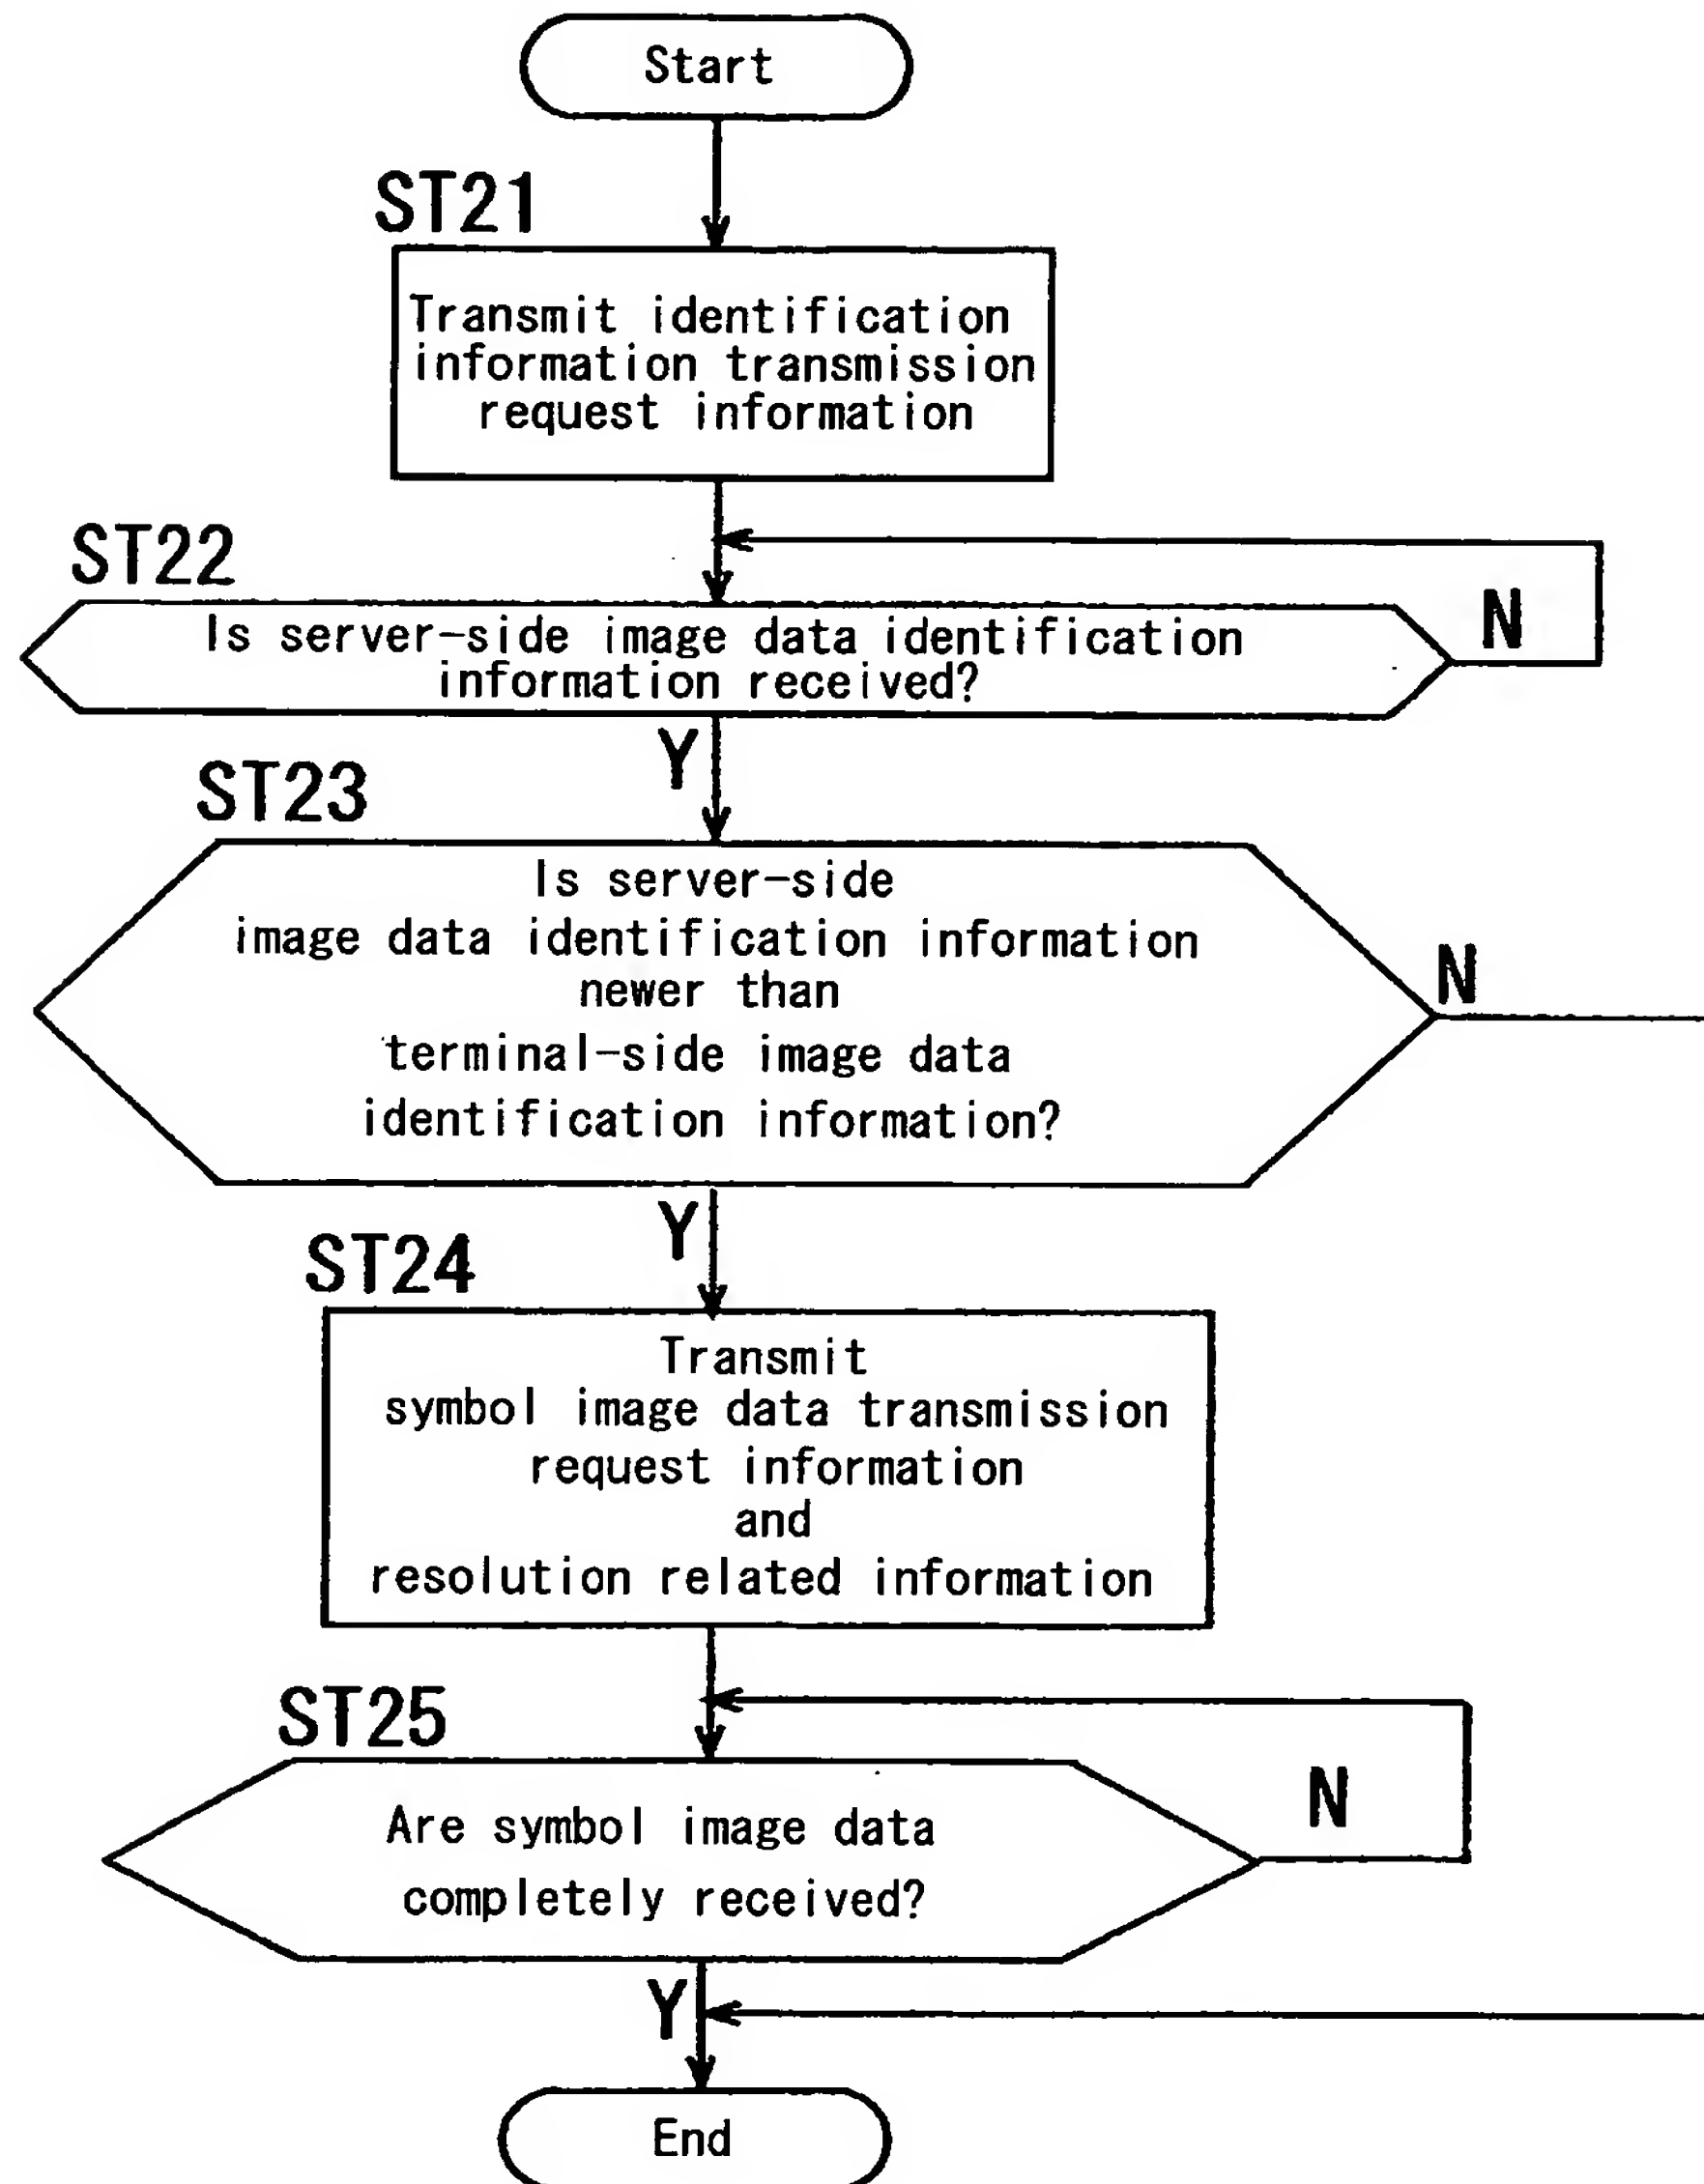 Start
ST21
Transmit identification
information transmission
request information
ST22
Is server-side image data identification
information received?
N
Y
ST23
Is server-side
image data identification information
newer than
terminal-side image data
identification information?
N
Y
ST24
Transmit
symbol image data transmission
request information
and
resolution related information
ST25
Are symbol image data
completely received?
N
Y
End